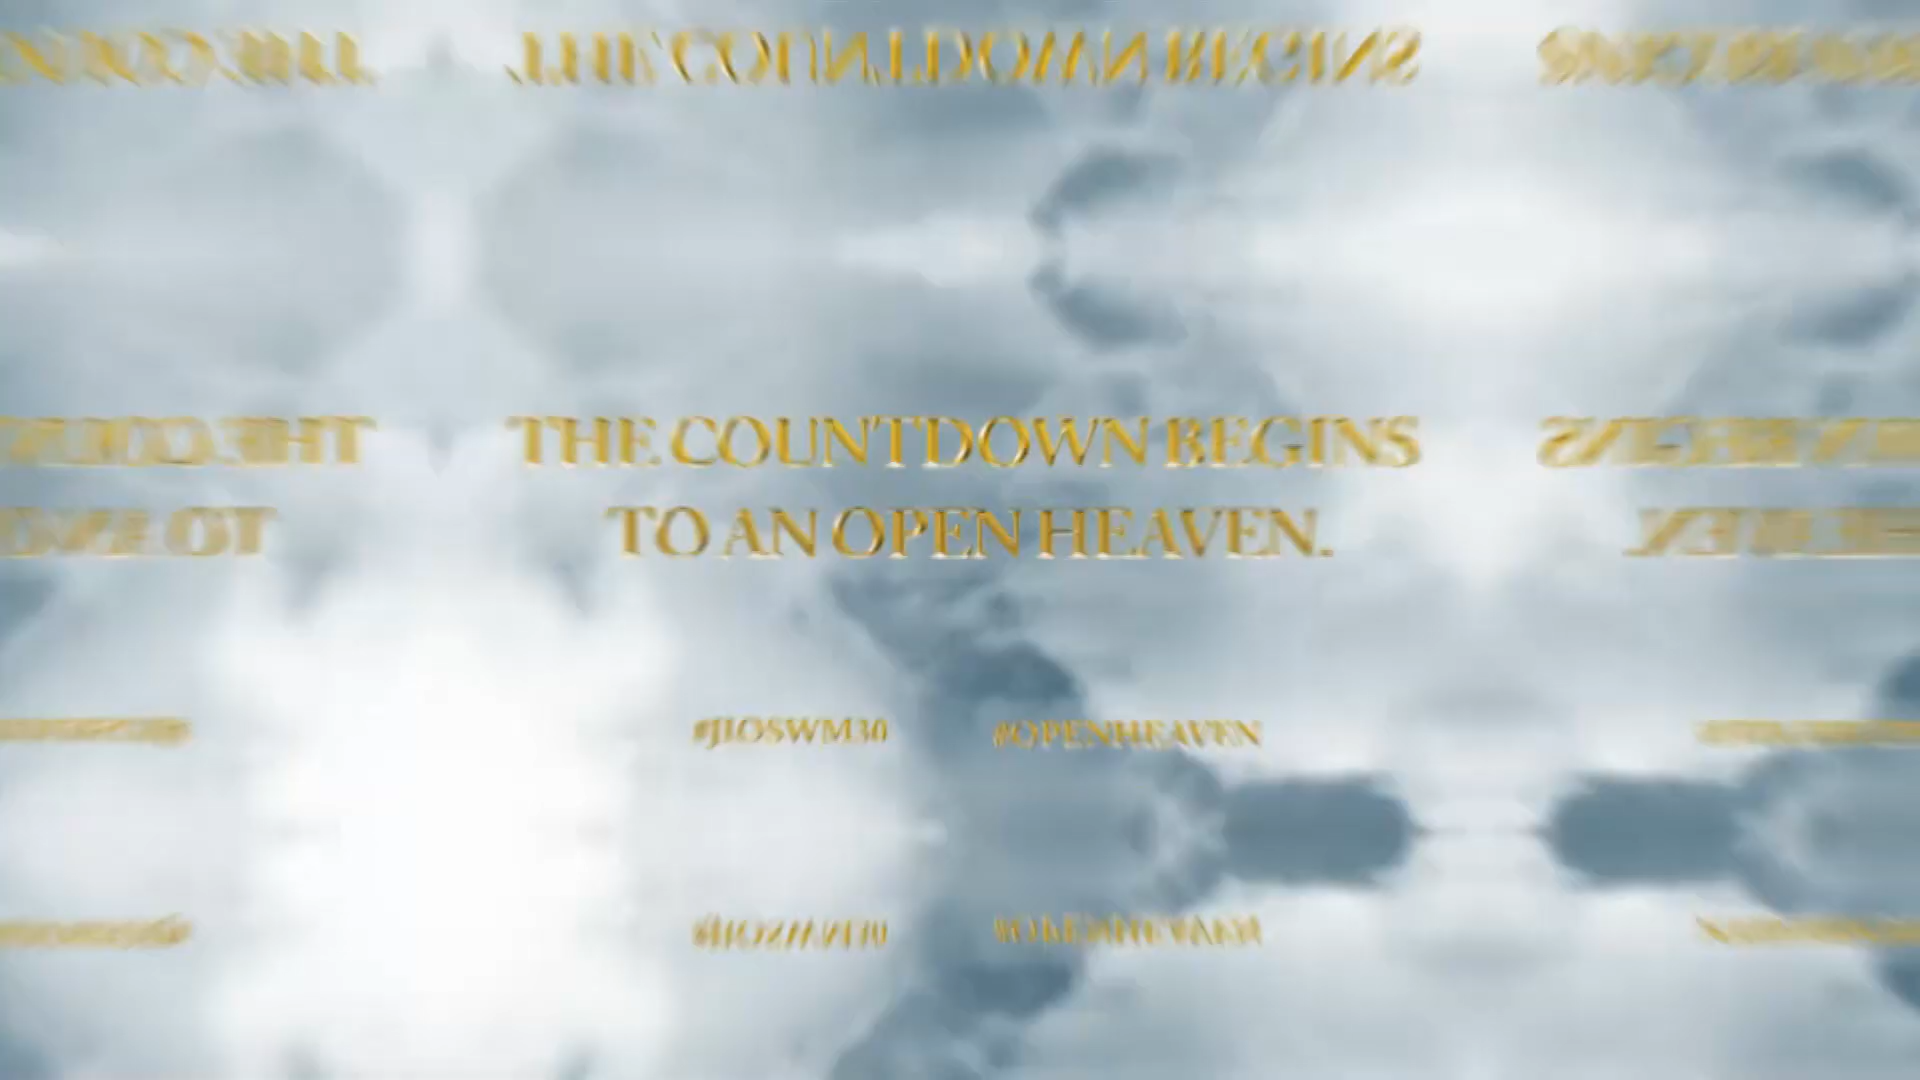 THE COUNTDOWN BEGINS
TO AN OPEN HEAVEN.
#JIOSWM30 #OPENHEAVEN